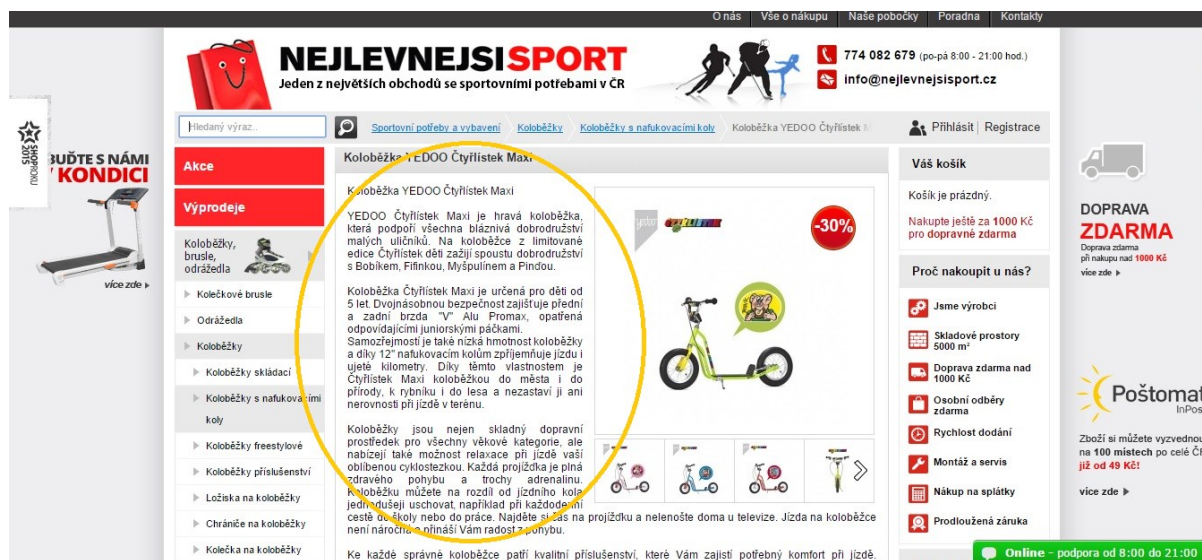 O nás Vše o nákupu Naše pobočky Poradna Kontakty
NEJLEVNEJSISPORT
Jeden z největších obchodů se sportovními potřebami v ČR
774 082 679 (po-pá 8:00 - 21:00 hod.)
info@nejlevnejsisport.cz
Hledaný výraz..
Sportovní potřeby a vybavení Koloběžky Koloběžky s nafukovacími koly Koloběžka YEDOO Čtyřlístek
Přihlásit | Registrace
SHOP ROKU 2015
BUĎTE S NÁMI
KONDICI
více zde
Akce
Výprodeje
Koloběžky,
brusle,
odrážedla
Kolečkové brusle
Odrážedla
Koloběžky
Koloběžky skládací
Koloběžky s nafukovacími
koly
Koloběžky freestylové
Koloběžky příslušenství
Ložiska na koloběžky
Chrániče na koloběžky
Kolečka na koloběžky
Koloběžka YEDOO Čtyřlístek Maxi
Koloběžka YEDOO Čtyřlístek Maxi
YEDOO Čtyřlístek Maxi je hravá koloběžka,
která podpoří všechna bláznivá dobrodružství
malých uličníků. Na koloběžce z limitované
edice Čtyřlístek děti zažijí spoustu dobrodružství
s Bobíkem, Fifinkou, Myšpulínem a Pinďou.
Koloběžka Čtyřlístek Maxi je určená pro děti od
5 let. Dvojnásobnou bezpečnost zajišťuje přední
a zadní brzda "V" Alu Promax, opatřená
odpovídajícími juniorskými páčkami.
Samozřejmostí je také nízká hmotnost koloběžky
a díky 12" nafukovacím kolům zpříjemňuje jízdu i
ujeté kilometry. Díky těmto vlastnostem je
Čtyřlístek Maxi koloběžkou do města i do
přírody, k rybníku i do lesa a nezastaví ji ani
nerovnosti při jízdě v terénu.
Koloběžky jsou nejen skladný dopravní
prostředek pro všechny věkové kategorie, ale
nabízejí také možnost relaxace při jízdě vaší
oblíbenou cyklostezkou. Každá projížďka je plná
zdravého pohybu a trochy adrenalinu.
Koloběžku můžete na rozdíl od jízdního kola
jednodušeji uschovat, například při každodenní
cestě do školy nebo do práce. Najděte si čas na projížďku a nelenošte doma u televize. Jízda na koloběžce
není náročná a přináší Vám radost z pohybu.
Ke každé správné koloběžce patří kvalitní příslušenství, které Vám zajistí potřebný komfort při jízdě.
yedoo ČTYŘLÍSTEK
-30%
Váš košík
Košík je prázdný.
Nakupte ještě za 1000 Kč
pro dopravné zdarma
Proč nakoupit u nás?
Jsme výrobci
Skladové prostory
5000 m²
Doprava zdarma nad
1000 Kč
Osobní odběry
zdarma
Rychlost dodání
Montáž a servis
Nákup na splátky
Prodloužená záruka
DOPRAVA
ZDARMA
Doprava zdarma
při nakupu nad 1000 Kč
více zde
Poštomat
InPos
Zboží si můžete vyzvednou
na 100 místech po celé ČR
již od 49 Kč!
více zde
Online - podpora od 8:00 do 21:00